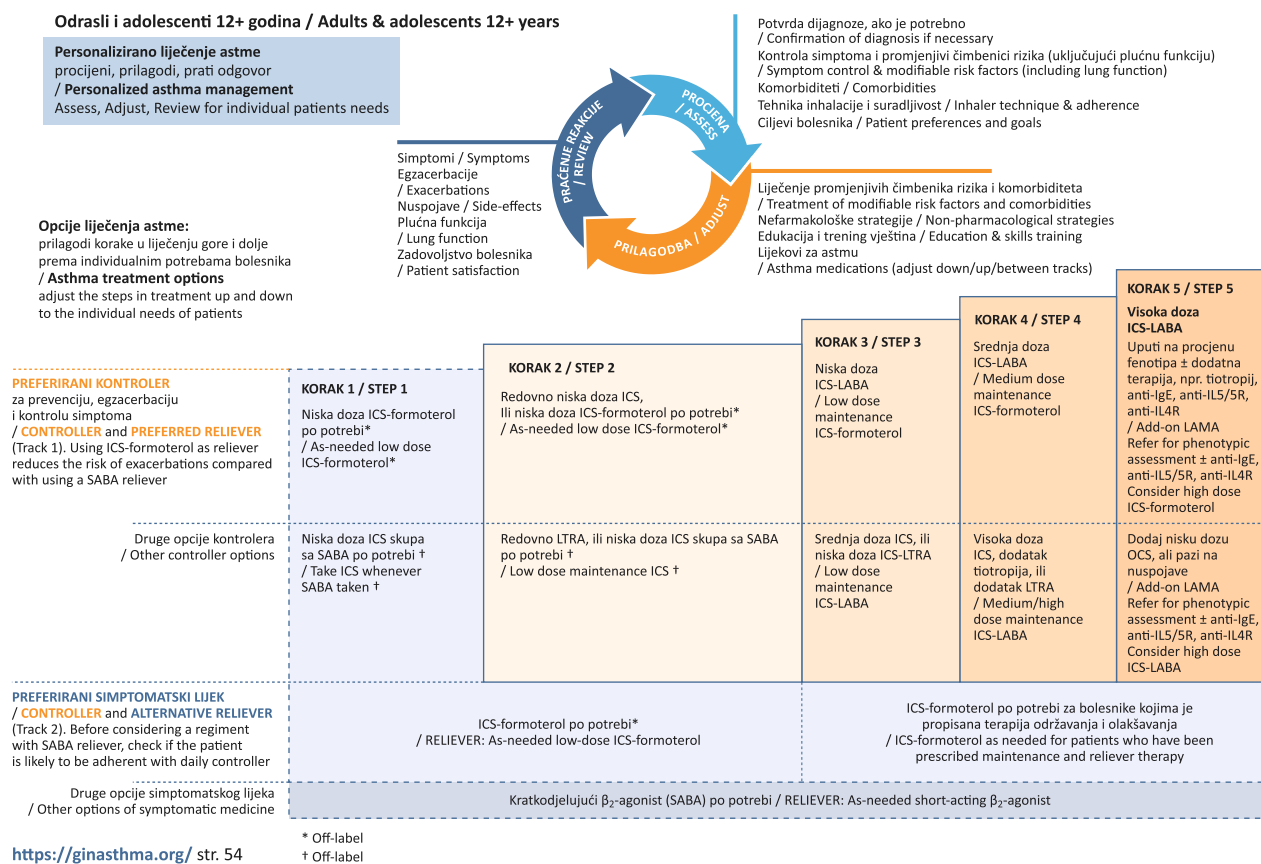 Odrasli i adolescenti 12+ godina / Adults & adolescents 12+ years
Personalizirano liječenje astme
procijeni, prilagodi, prati odgovor
/ Personalized asthma management
Assess, Adjust, Review for individual patients needs
PRAĆENJE REAKCIJE
/ REVIEW
PROCJENA
/ ASSESS
PRILAGODBA / ADJUST
Potvrda dijagnoze, ako je potrebno
/ Confirmation of diagnosis if necessary
Kontrola simptoma i promjenjivi čimbenici rizika (uključujući plućnu funkciju)
/ Symptom control & modifiable risk factors (including lung function)
Komorbiditeti / Comorbidities
Tehnika inhalacije i suradljivost / Inhaler technique & adherence
Ciljevi bolesnika / Patient preferences and goals
Simptomi / Symptoms
Egzacerbacije
/ Exacerbations
Nuspojave / Side-effects
Plućna funkcija
/ Lung function
Zadovoljstvo bolesnika
/ Patient satisfaction
Liječenje promjenjivih čimbenika rizika i komorbiditeta
/ Treatment of modifiable risk factors and comorbidities
Nefarmakološke strategije / Non-pharmacological strategies
Edukacija i trening vještina / Education & skills training
Lijekovi za astmu
/ Asthma medications (adjust down/up/between tracks)
Opcije liječenja astme:
prilagodi korake u liječenju gore i dolje
prema individualnim potrebama bolesnika
/ Asthma treatment options
adjust the steps in treatment up and down
to the individual needs of patients
PREFERIRANI KONTROLER
za prevenciju, egzacerbaciju
i kontrolu simptoma
/ CONTROLLER and PREFERRED RELIEVER
(Track 1). Using ICS-formoterol as reliever
reduces the risk of exacerbations compared
with using a SABA reliever
KORAK 1 / STEP 1
Niska doza ICS-formoterol
po potrebi*
/ As-needed low dose
ICS-formoterol*
KORAK 2 / STEP 2
Redovno niska doza ICS,
Ili niska doza ICS-formoterol po potrebi*
/ As-needed low dose ICS-formoterol*
KORAK 3 / STEP 3
Niska doza
ICS-LABA
/ Low dose
maintenance
ICS-formoterol
KORAK 4 / STEP 4
Srednja doza
ICS-LABA
/ Medium dose
maintenance
ICS-formoterol
KORAK 5 / STEP 5
Visoka doza
ICS-LABA
Uputi na procjenu
fenotipa ± dodatna
terapija, npr. tiotropij,
anti-IgE, anti-IL5/5R,
anti-IL4R
/ Add-on LAMA
Refer for phenotypic
assessment ± anti-IgE,
anti-IL5/5R, anti-IL4R
Consider high dose
ICS-formoterol
Druge opcije kontrolera
/ Other controller options
Niska doza ICS skupa
sa SABA po potrebi †
/ Take ICS whenever
SABA taken †
Redovno LTRA, ili niska doza ICS skupa sa SABA
po potrebi †
/ Low dose maintenance ICS †
Srednja doza ICS, ili
niska doza ICS-LTRA
/ Low dose
maintenance
ICS-LABA
Visoka doza
ICS, dodatak
tiotropija, ili
dodatak LTRA
/ Medium/high
dose maintenance
ICS-LABA
Dodaj nisku dozu
OCS, ali pazi na
nuspojave
/ Add-on LAMA
Refer for phenotypic
assessment ± anti-IgE,
anti-IL5/5R, anti-IL4R
Consider high dose
ICS-LABA
PREFERIRANI SIMPTOMATSKI LIJEK
/ CONTROLLER and ALTERNATIVE RELIEVER
(Track 2). Before considering a regiment
with SABA reliever, check if the patient
is likely to be adherent with daily controller
ICS-formoterol po potrebi*
/ RELIEVER: As-needed low-dose ICS-formoterol
ICS-formoterol po potrebi za bolesnike kojima je
propisana terapija održavanja i olakšavanja
/ ICS-formoterol as needed for patients who have been
prescribed maintenance and reliever therapy
Druge opcije simptomatskog lijeka
/ Other options of symptomatic medicine
Kratkodjelujući β2-agonist (SABA) po potrebi / RELIEVER: As-needed short-acting β2-agonist
* Off-label
† Off-label
https://ginasthma.org/ str. 54